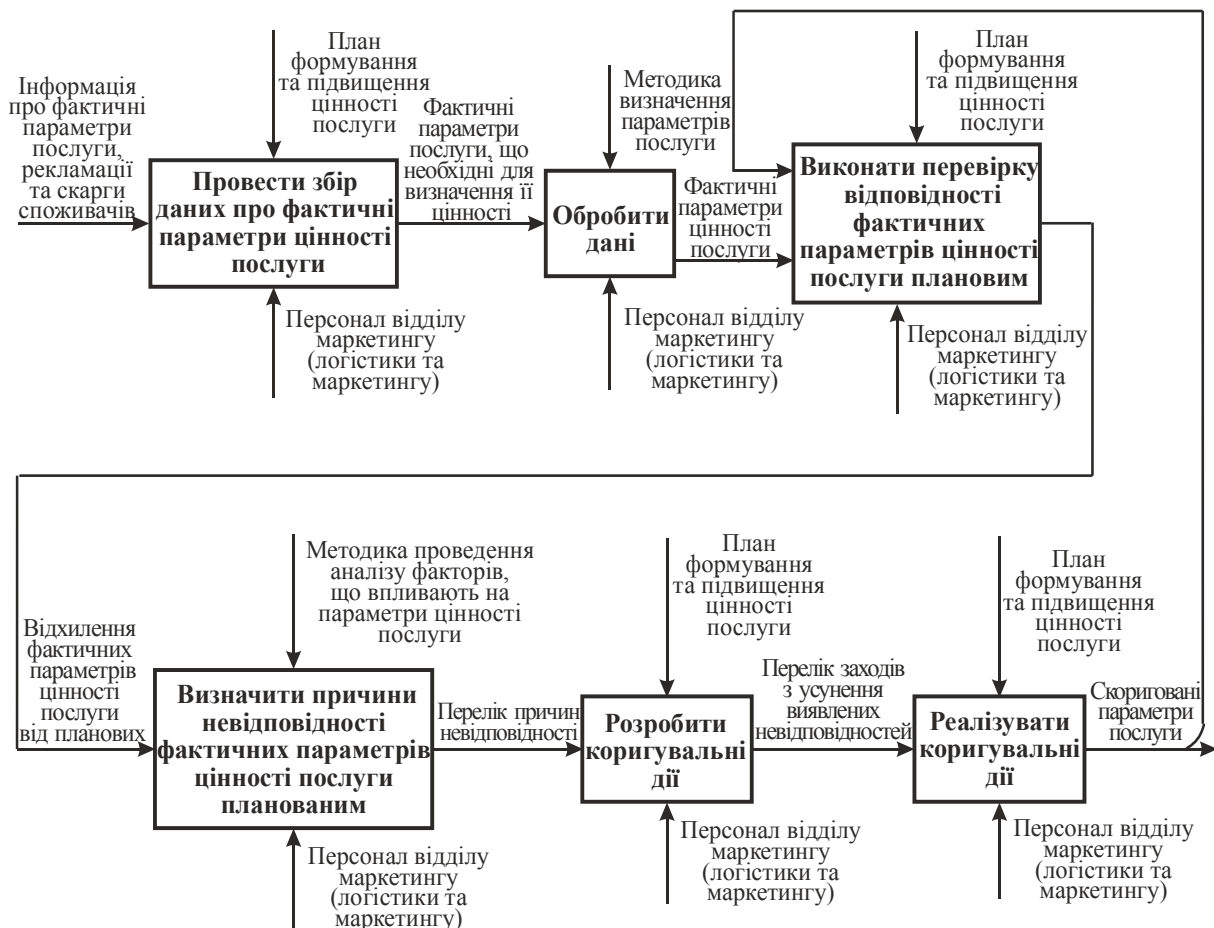 Інформація
про фактичні
параметри
послуги,
рекламації
та скарги
споживачів
План
формування
та підвищення
цінності
послуги
Провести збір
даних про фактичні
параметри цінності
послуги
Персонал відділу
маркетингу
(логістики та
маркетингу)
Фактичні
параметри
послуги, що
необхідні для
визначення її
цінності
Методика
визначення
параметрів
послуги
Обробити
дані
Персонал відділу
маркетингу
(логістики та
маркетингу)
Фактичні
параметри
цінності
послуги
План
формування
та підвищення
цінності
послуги
Виконати перевірку
відповідності
фактичних
параметрів цінності
послуги плановим
Персонал відділу
маркетингу
(логістики та
маркетингу)
Відхилення
фактичних
параметрів
цінності
послуги
від планових
Методика проведення
аналізу факторів,
що впливають на
параметри цінності
послуги
Визначити причини
невідповідності
фактичних параметрів
цінності послуги
планованим
Персонал відділу
маркетингу
(логістики та
маркетингу)
Перелік причин
невідповідності
План
формування
та підвищення
цінності
послуги
Розробити
коригувальні
дії
Персонал відділу
маркетингу
(логістики та
маркетингу)
Перелік заходів
з усунення
виявлених
невідповідностей
План
формування
та підвищення
цінності
послуги
Реалізувати
коригувальні
дії
Персонал відділу
маркетингу
(логістики та
маркетингу)
Скориговані
параметри
послуги